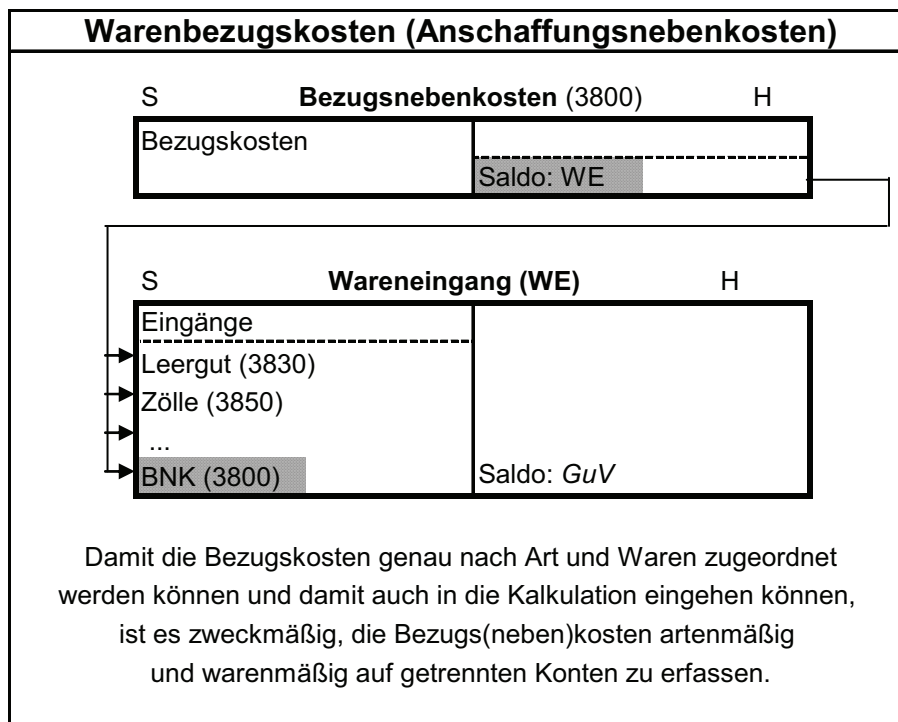 Warenbezugskosten (Anschaffungsnebenkosten)
S Bezugsnebenkosten (3800) H
Bezugskosten
Saldo: WE
S Wareneingang (WE) H
Eingänge
Leergut (3830)
Zölle (3850)
...
BNK (3800) Saldo: GuV
Damit die Bezugskosten genau nach Art und Waren zugeordnet
werden können und damit auch in die Kalkulation eingehen können,
ist es zweckmäßig, die Bezugs(neben)kosten artenmäßig
und warenmäßig auf getrennten Konten zu erfassen.